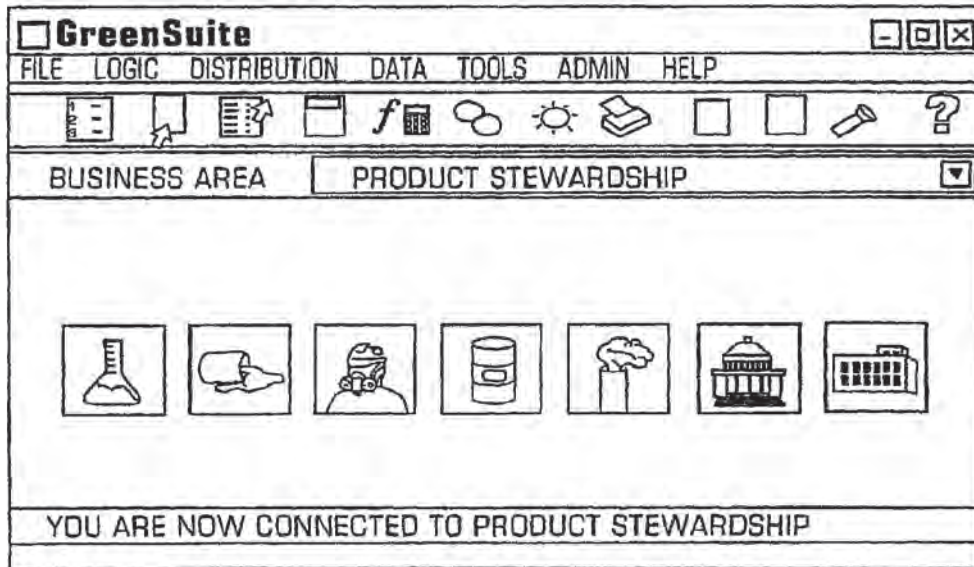 GreenSuite
FILE LOGIC DISTRIBUTION DATA TOOLS ADMIN HELP
BUSINESS AREA PRODUCT STEWARDSHIP
YOU ARE NOW CONNECTED TO PRODUCT STEWARDSHIP